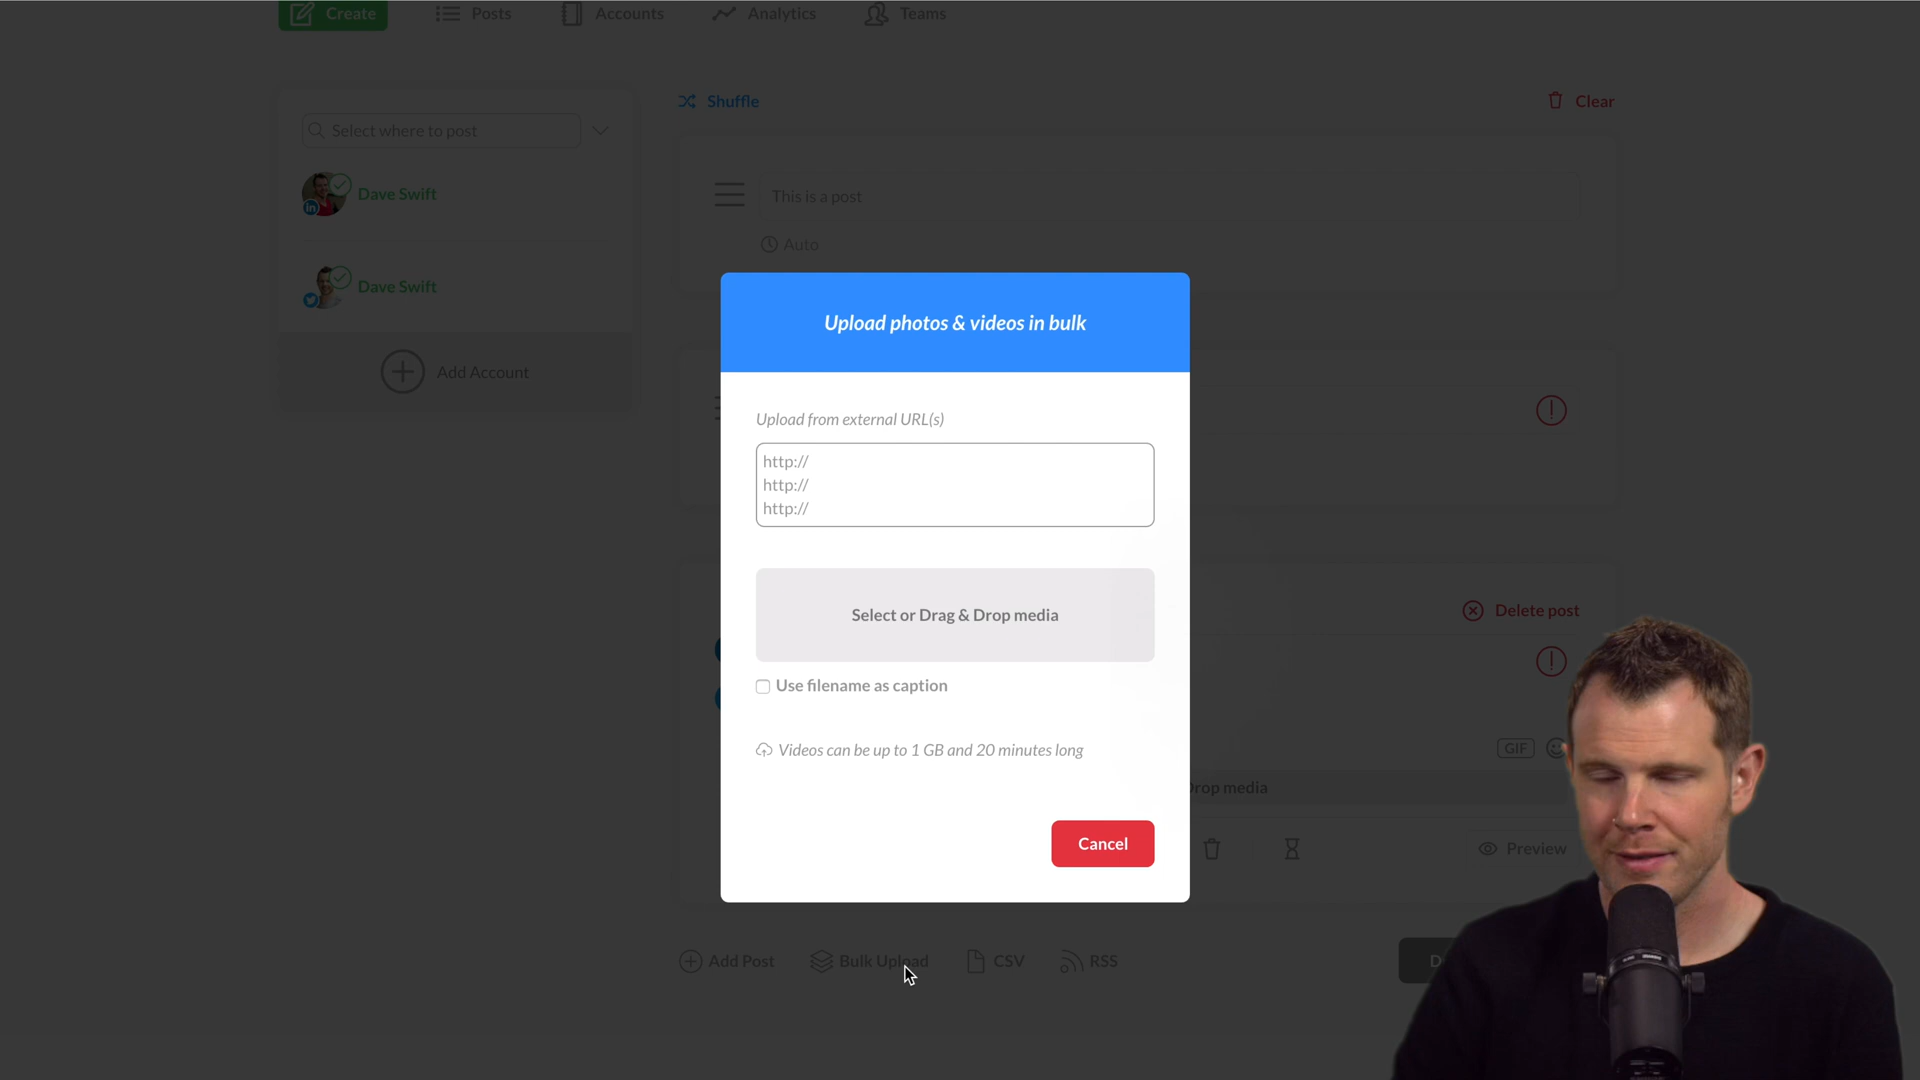 Create
Posts
Accounts
Analytics
Teams
Select where to post
Dave Swift
in
Dave Swift
Add Account
Shuffle
Clear
This is a post
Auto
Upload photos & videos in bulk
Upload from external URL(s)
http://
http://
http://
Select or Drag & Drop media
Use filename as caption
Videos can be up to 1 GB and 20 minutes long
Cancel
Delete post
GIF
Drop media
Preview
Add Post
Bulk Upload
CSV
RSS